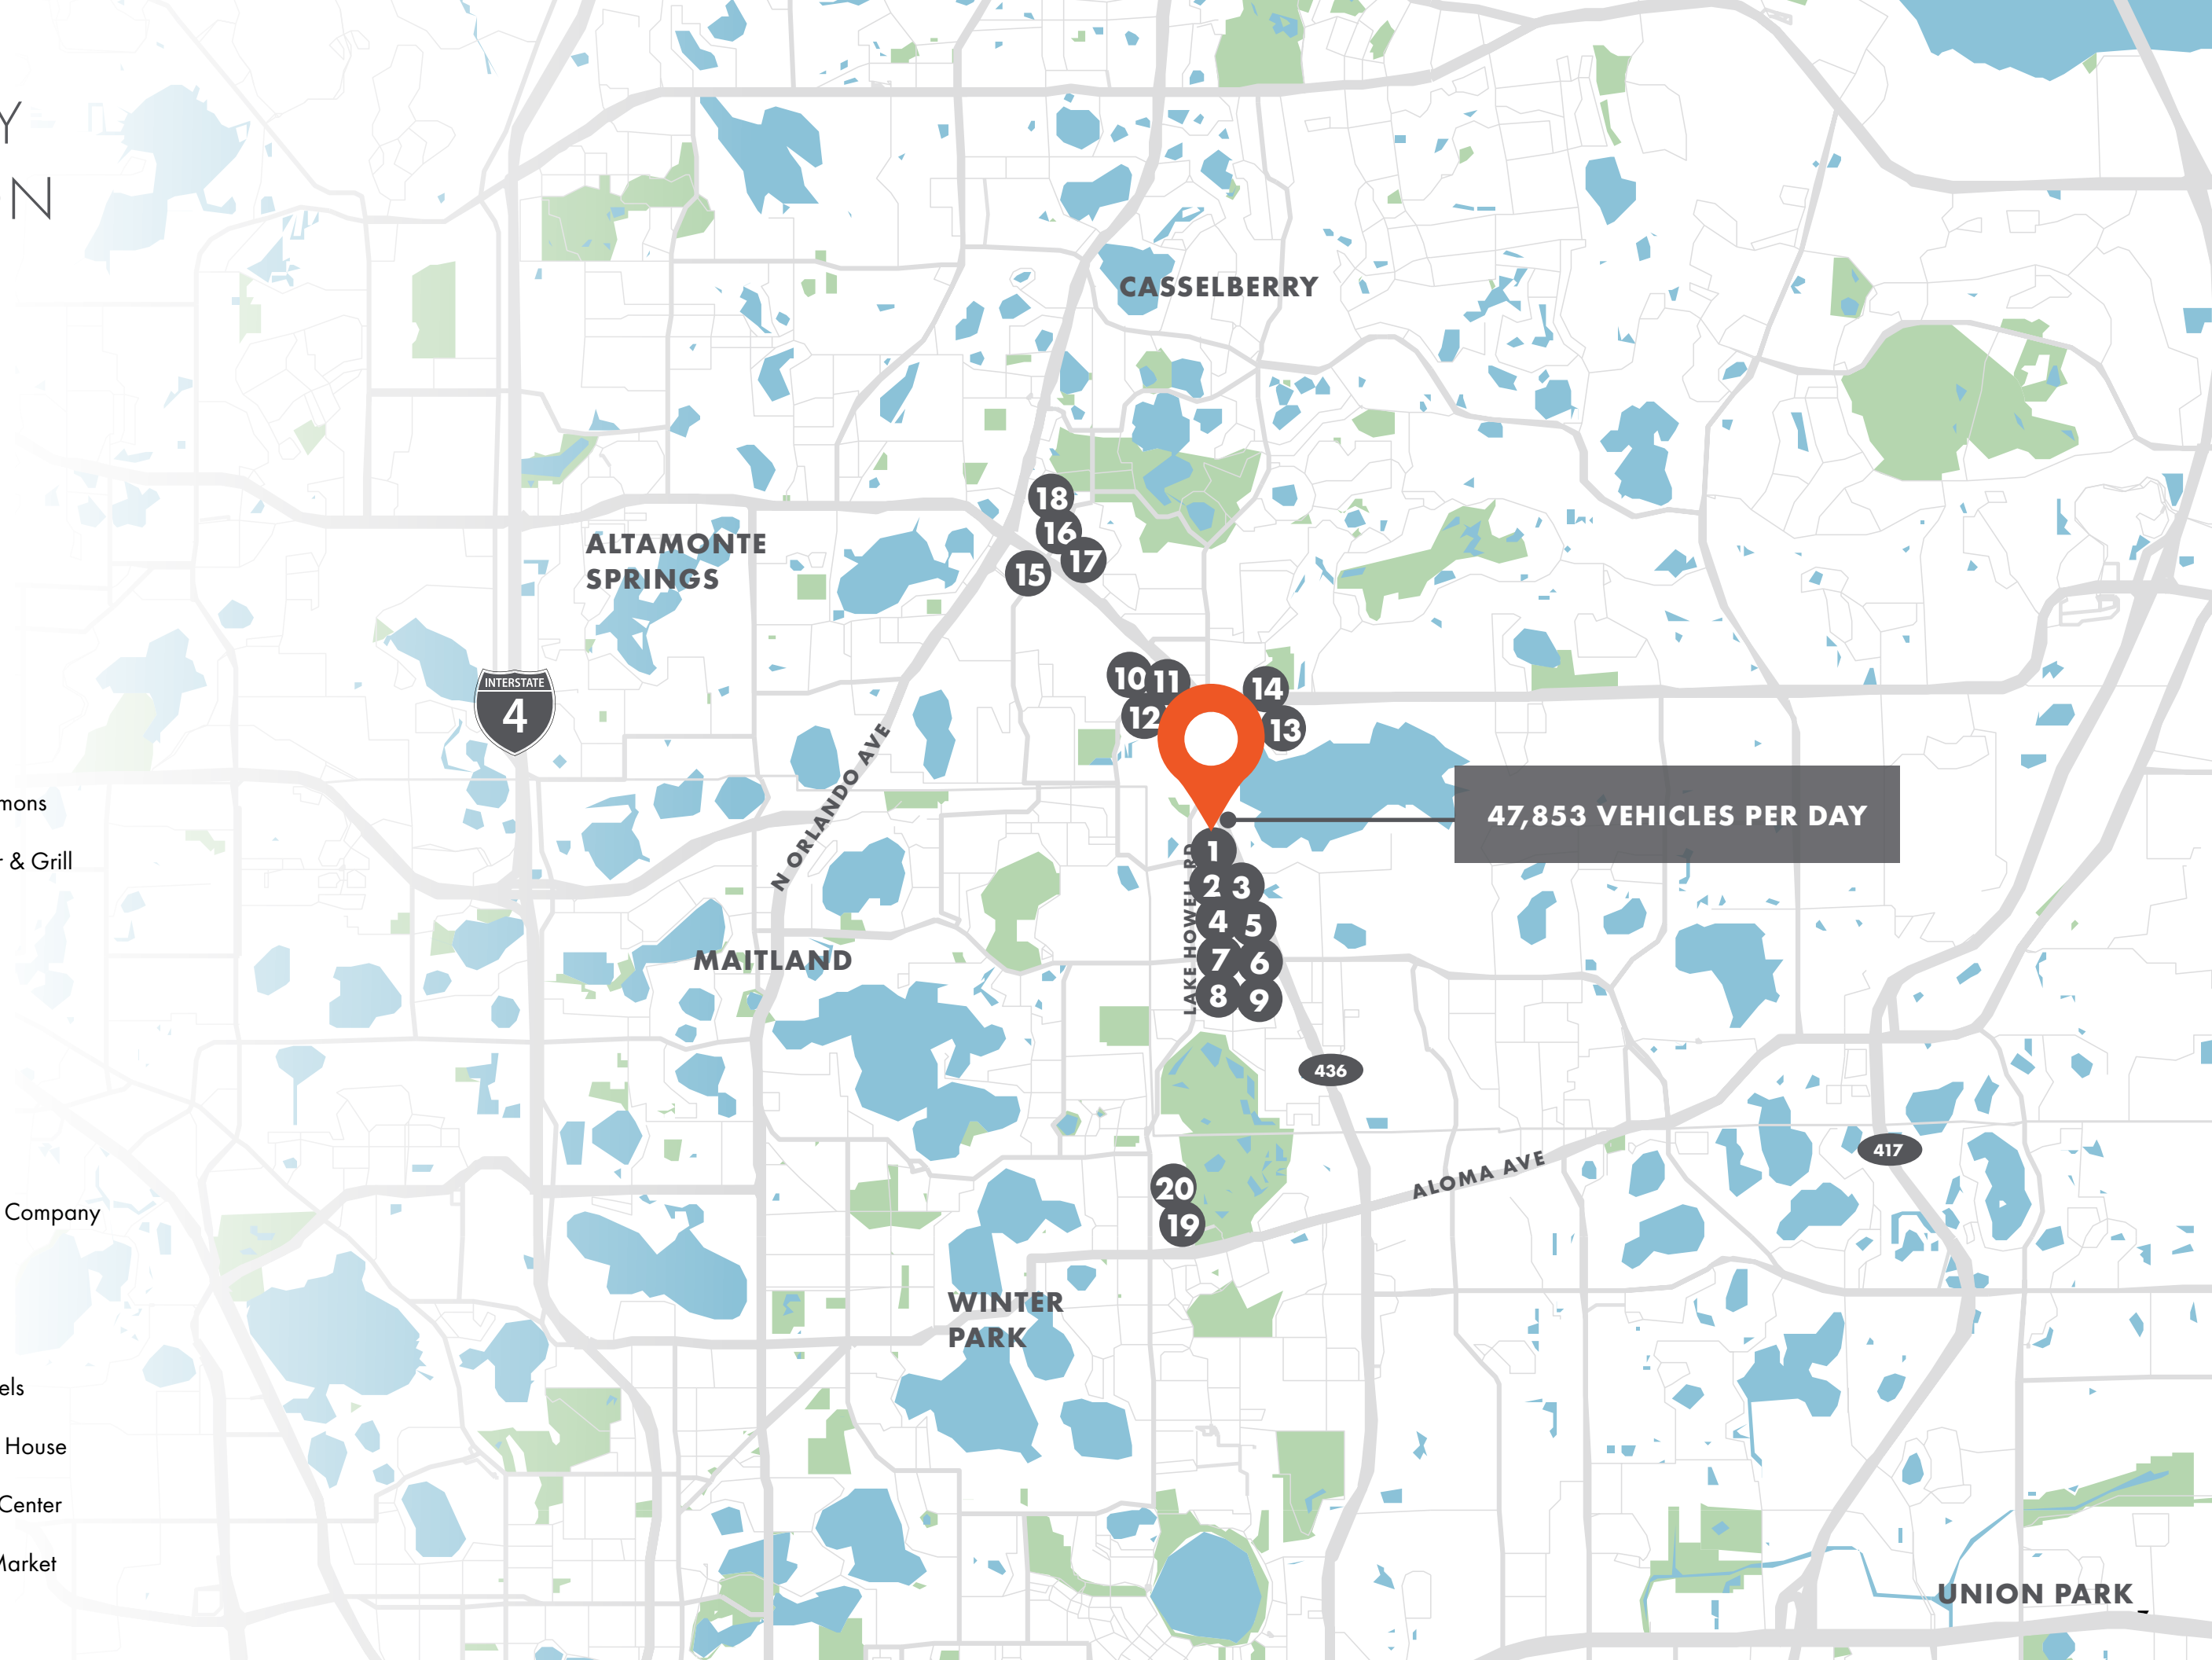 Y
N
CASSELBERRY
18
16
17
15
ALTAMONTE
SPRINGS
10
11
14
12
13
INTERSTATE
4
N ORLANDO AVE
47,853 VEHICLES PER DAY
mons
& Grill
1
2
3
4
5
7
6
8
9
LAKE HOWELL RD
MAITLAND
436
ALOMA AVE
417
20
19
Company
WINTER
PARK
els
House
Center
Market
UNION PARK